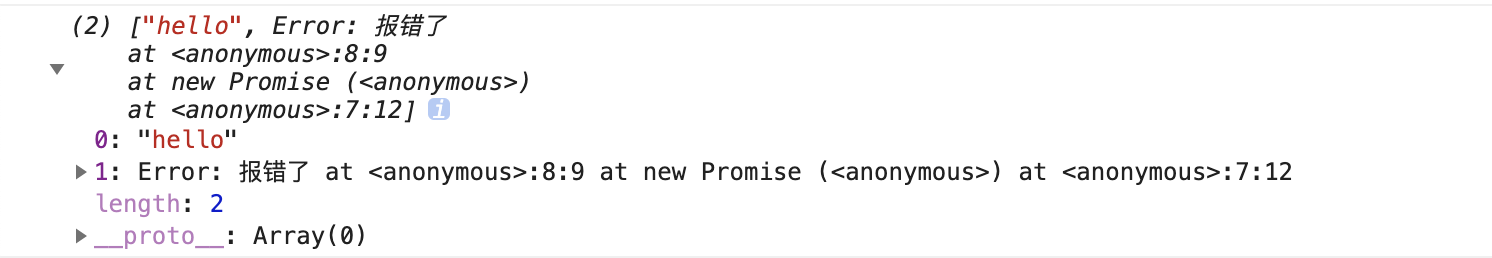 (2) ["hello", Error: 报错了
at <anonymous>:8:9
at new Promise (<anonymous>)
at <anonymous>:7:12] i
0: "hello"
1: Error: 报错了 at <anonymous>:8:9 at new Promise (<anonymous>) at <anonymous>:7:12
length: 2
__proto__: Array(0)